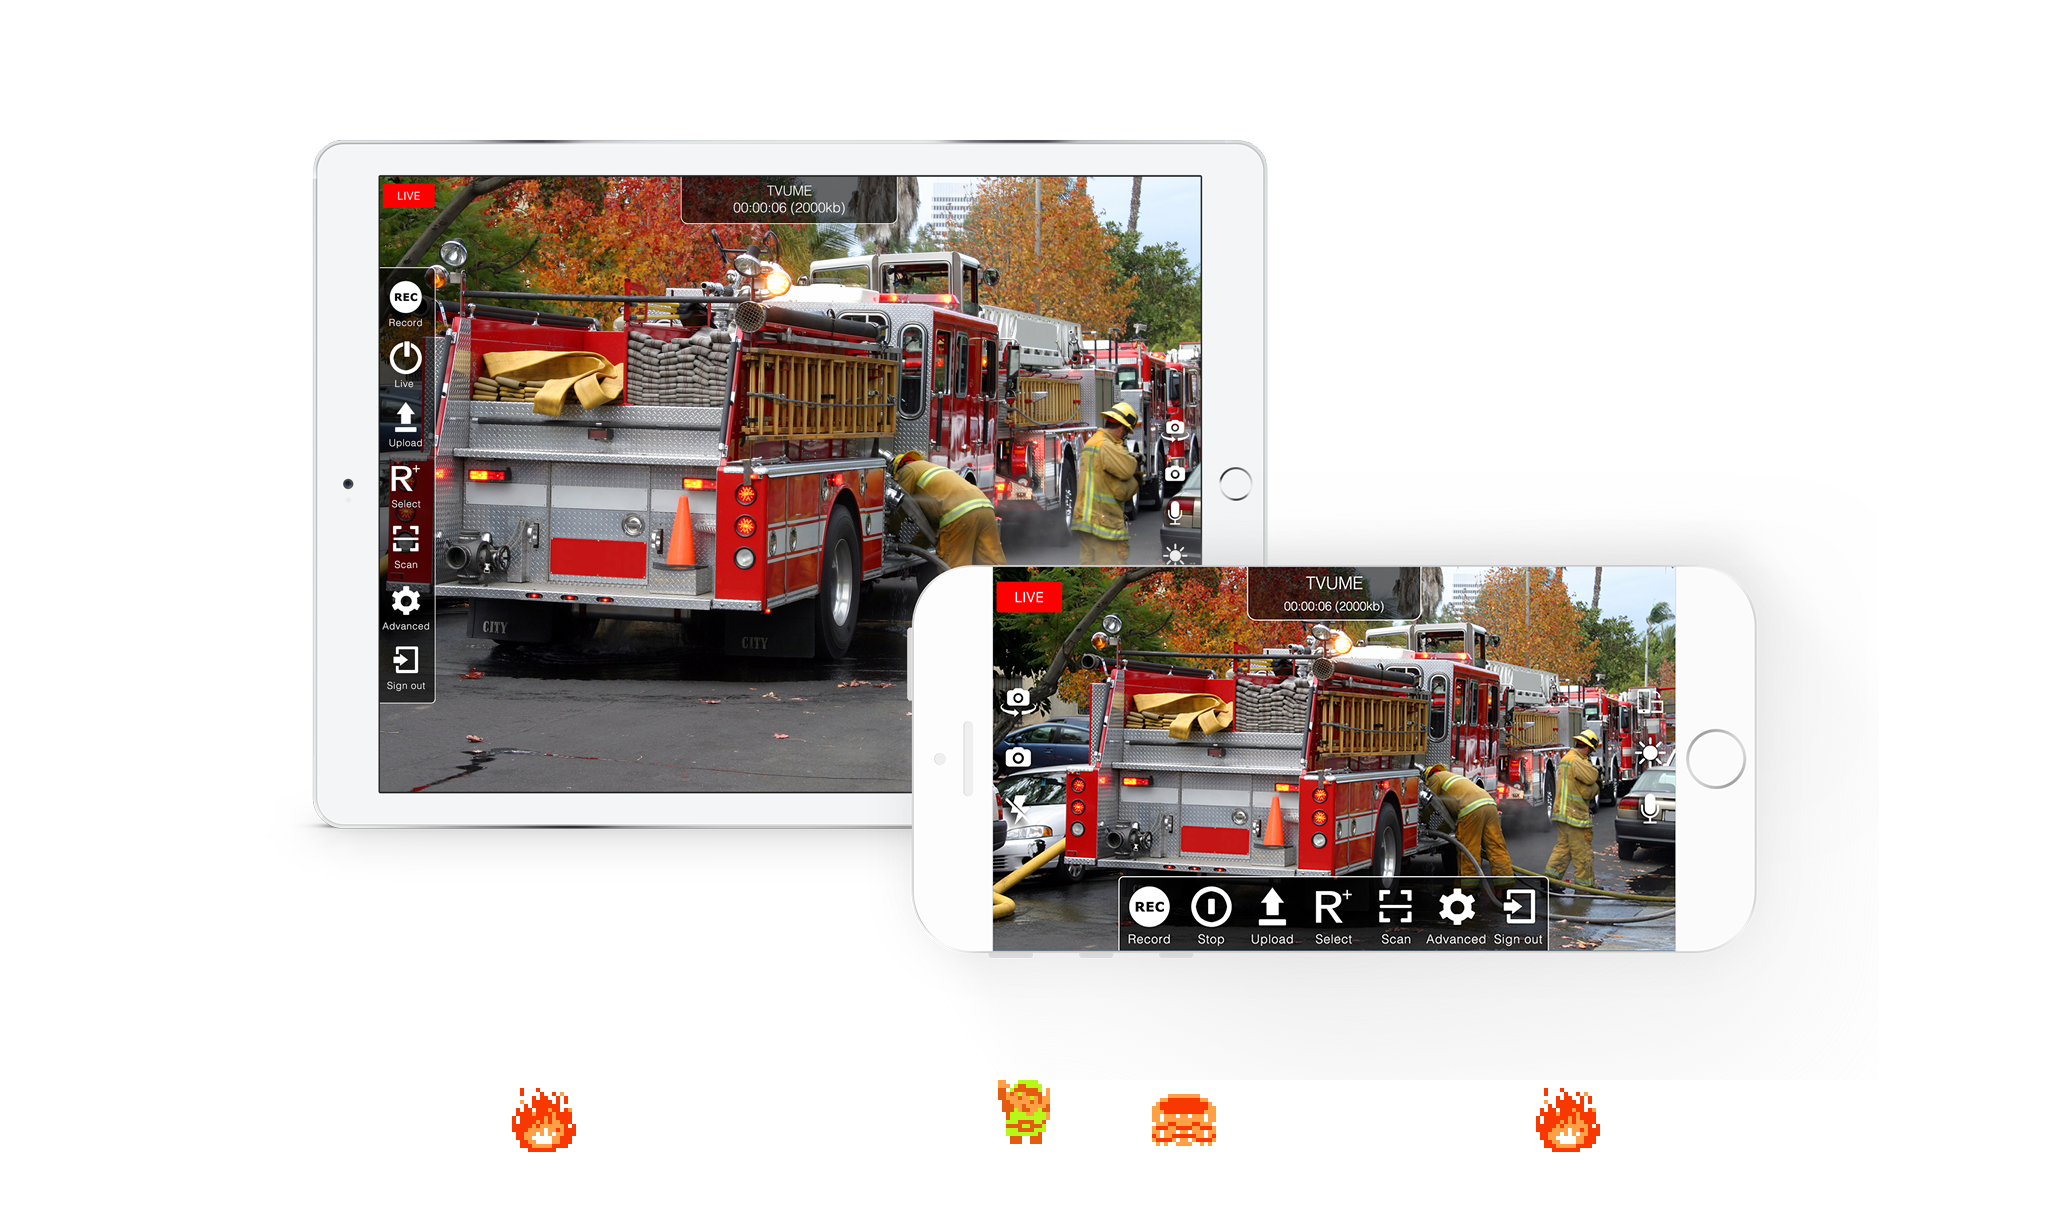 LIVE
TVUME
00:00:06 (2000kb)
REC
Record
Live
Upload
R+
Select
Scan
Advanced
Sign out
CITY
CITY
LIVE
TVUME
00:00:06 (2000kb)
REC
Record
Stop
Upload
R+
Select
Scan
Advanced
Sign out